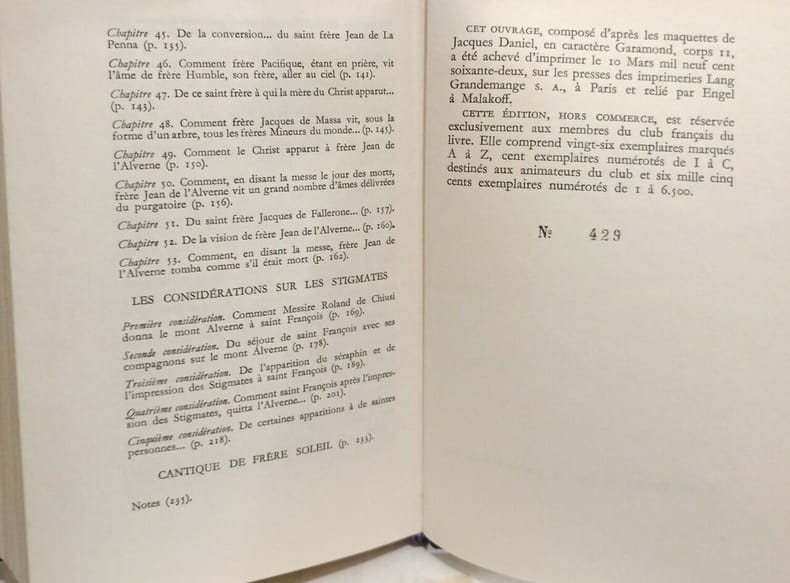 Chapitre 45. De la conversion... du saint frère Jean de La
Penna (p. 135).
Chapitre 46. Comment frère Pacifique, étant en prière, vit
l'âme de frère Humble, son frère, aller au ciel (p. 141).
Chapitre 47. De ce saint frère à qui la mère du Christ apparut...
(p. 143).
Chapitre 48. Comment frère Jacques de Massa vit, sous la
forme d'un arbre, tous les frères Mineurs du monde... (p. 145).
Chapitre 49. Comment le Christ apparut à frère Jean de
l'Alverne (p. 150).
Chapitre 50. Comment, en disant la messe le jour des morts,
frère Jean de l'Alverne vit un grand nombre d'âmes délivrées
du purgatoire (p. 156).
Chapitre 51. Du saint frère Jacques de Fallerone... (p. 157).
Chapitre 52. De la vision de frère Jean de l'Alverne... (p. 160).
Chapitre 53. Comment, en disant la messe, frère Jean de
l'Alverne tomba comme s'il était mort (p. 162).
LES CONSIDÉRATIONS SUR LES STIGMATES
Première considération. Comment Messire Roland de Chiusi
donna le mont Alverne à saint François (p. 169).
Seconde considération. Du séjour de saint François avec ses
compagnons sur le mont Alverne (p. 178).
Troisième considération. De l'apparition du séraphin et de
l'impression des Stigmates à saint François (p. 189).
Quatrième considération. Comment saint François après l'impres-
sion des Stigmates, quitta l'Alverne... (p. 201).
Cinquième considération. De certaines apparitions à de saintes
personnes... (p. 218).
CANTIQUE DE FRÈRE SOLEIL (p. 233).
Notes (235).
CET OUVRAGE, composé d'après les maquettes de
Jacques Daniel, en caractère Garamond, corps 11,
a été achevé d'imprimer le 10 Mars mil neuf cent
soixante-deux, sur les presses des imprimeries Lang
Grandemange S. A., à Paris et relié par Engel
à Malakoff.
CETTE ÉDITION, HORS COMMERCE, est réservée
exclusivement aux membres du club français du
livre. Elle comprend vingt-six exemplaires marqués
A à Z, cent exemplaires numérotés de I à C,
destinés aux animateurs du club et six mille cinq
cents exemplaires numérotés de 1 à 6.500.
№ 429